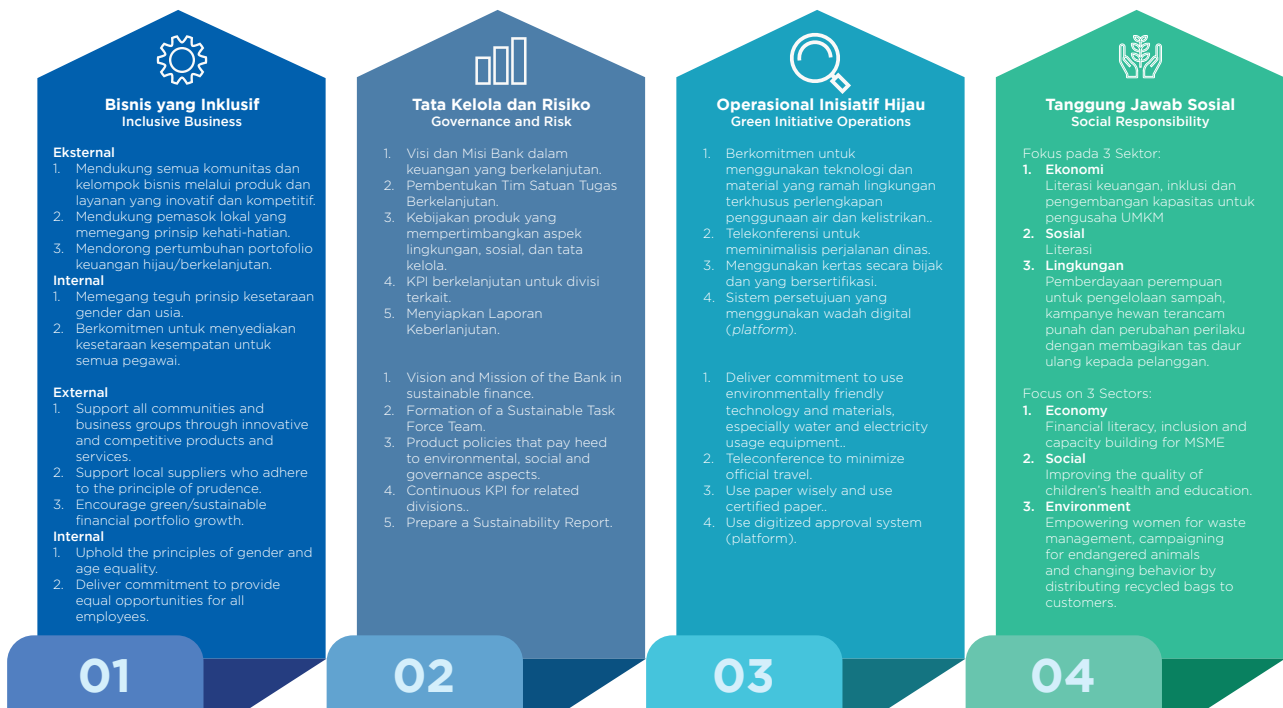 Bisnis yang Inklusif
Inclusive Business
Eksternal
1. Mendukung semua komunitas dan
kelompok bisnis melalui produk dan
layanan yang inovatif dan kompetitif.
2. Mendukung pemasok lokal yang
memegang prinsip kehati-hatian.
3. Mendorong pertumbuhan portofolio
keuangan hijau/berkelanjutan.
Internal
1. Memegang teguh prinsip kesetaraan
gender dan usia.
2. Berkomitmen untuk menyediakan
kesetaraan kesempatan untuk
semua pegawai.
External
1. Support all communities and
business groups through innovative
and competitive products and
services.
2. Support local suppliers who adhere
to the principle of prudence.
3. Encourage green/sustainable
financial portfolio growth.
Internal
1. Uphold the principles of gender and
age equality.
2. Deliver commitment to provide
equal opportunities for all
employees.
01
Tata Kelola dan Risiko
Governance and Risk
1. Visi dan Misi Bank dalam
keuangan yang berkelanjutan.
2. Pembentukan Tim Satuan Tugas
Berkelanjutan.
3. Kebijakan produk yang
mempertimbangkan aspek
lingkungan, sosial, dan tata
kelola.
4. KPI berkelanjutan untuk divisi
terkait.
5. Menyiapkan Laporan
Keberlanjutan.
1. Vision and Mission of the Bank in
sustainable finance.
2. Formation of a Sustainable Task
Force Team.
3. Product policies that pay heed
to environmental, social and
governance aspects.
4. Continuous KPI for related
divisions..
5. Prepare a Sustainability Report.
02
Operasional Inisiatif Hijau
Green Initiative Operations
1. Berkomitmen untuk
menggunakan teknologi dan
material yang ramah lingkungan
terkhusus perlengkapan
penggunaan air dan kelistrikan..
2. Telekonferensi untuk
meminimalisis perjalanan dinas.
3. Menggunakan kertas secara bijak
dan yang bersertifikasi.
4. Sistem persetujuan yang
menggunakan wadah digital
(platform).
1. Deliver commitment to use
environmentally friendly
technology and materials,
especially water and electricity
usage equipment..
2. Teleconference to minimize
official travel.
3. Use paper wisely and use
certified paper..
4. Use digitized approval system
(platform).
03
Tanggung Jawab Sosial
Social Responsibility
Fokus pada 3 Sektor:
1. Ekonomi
Literasi keuangan, inklusi dan
pengembangan kapasitas untuk
pengusaha UMKM
2. Sosial
Literasi
3. Lingkungan
Pemberdayaan perempuan
untuk pengelolaan sampah,
kampanye hewan terancam
punah dan perubahan perilaku
dengan membagikan tas daur
ulang kepada pelanggan.
Focus on 3 Sectors:
1. Economy
Financial literacy, inclusion and
capacity building for MSME
2. Social
Improving the quality of
children's health and education.
3. Environment
Empowering women for waste
management, campaigning
for endangered animals
and changing behavior by
distributing recycled bags to
customers.
04